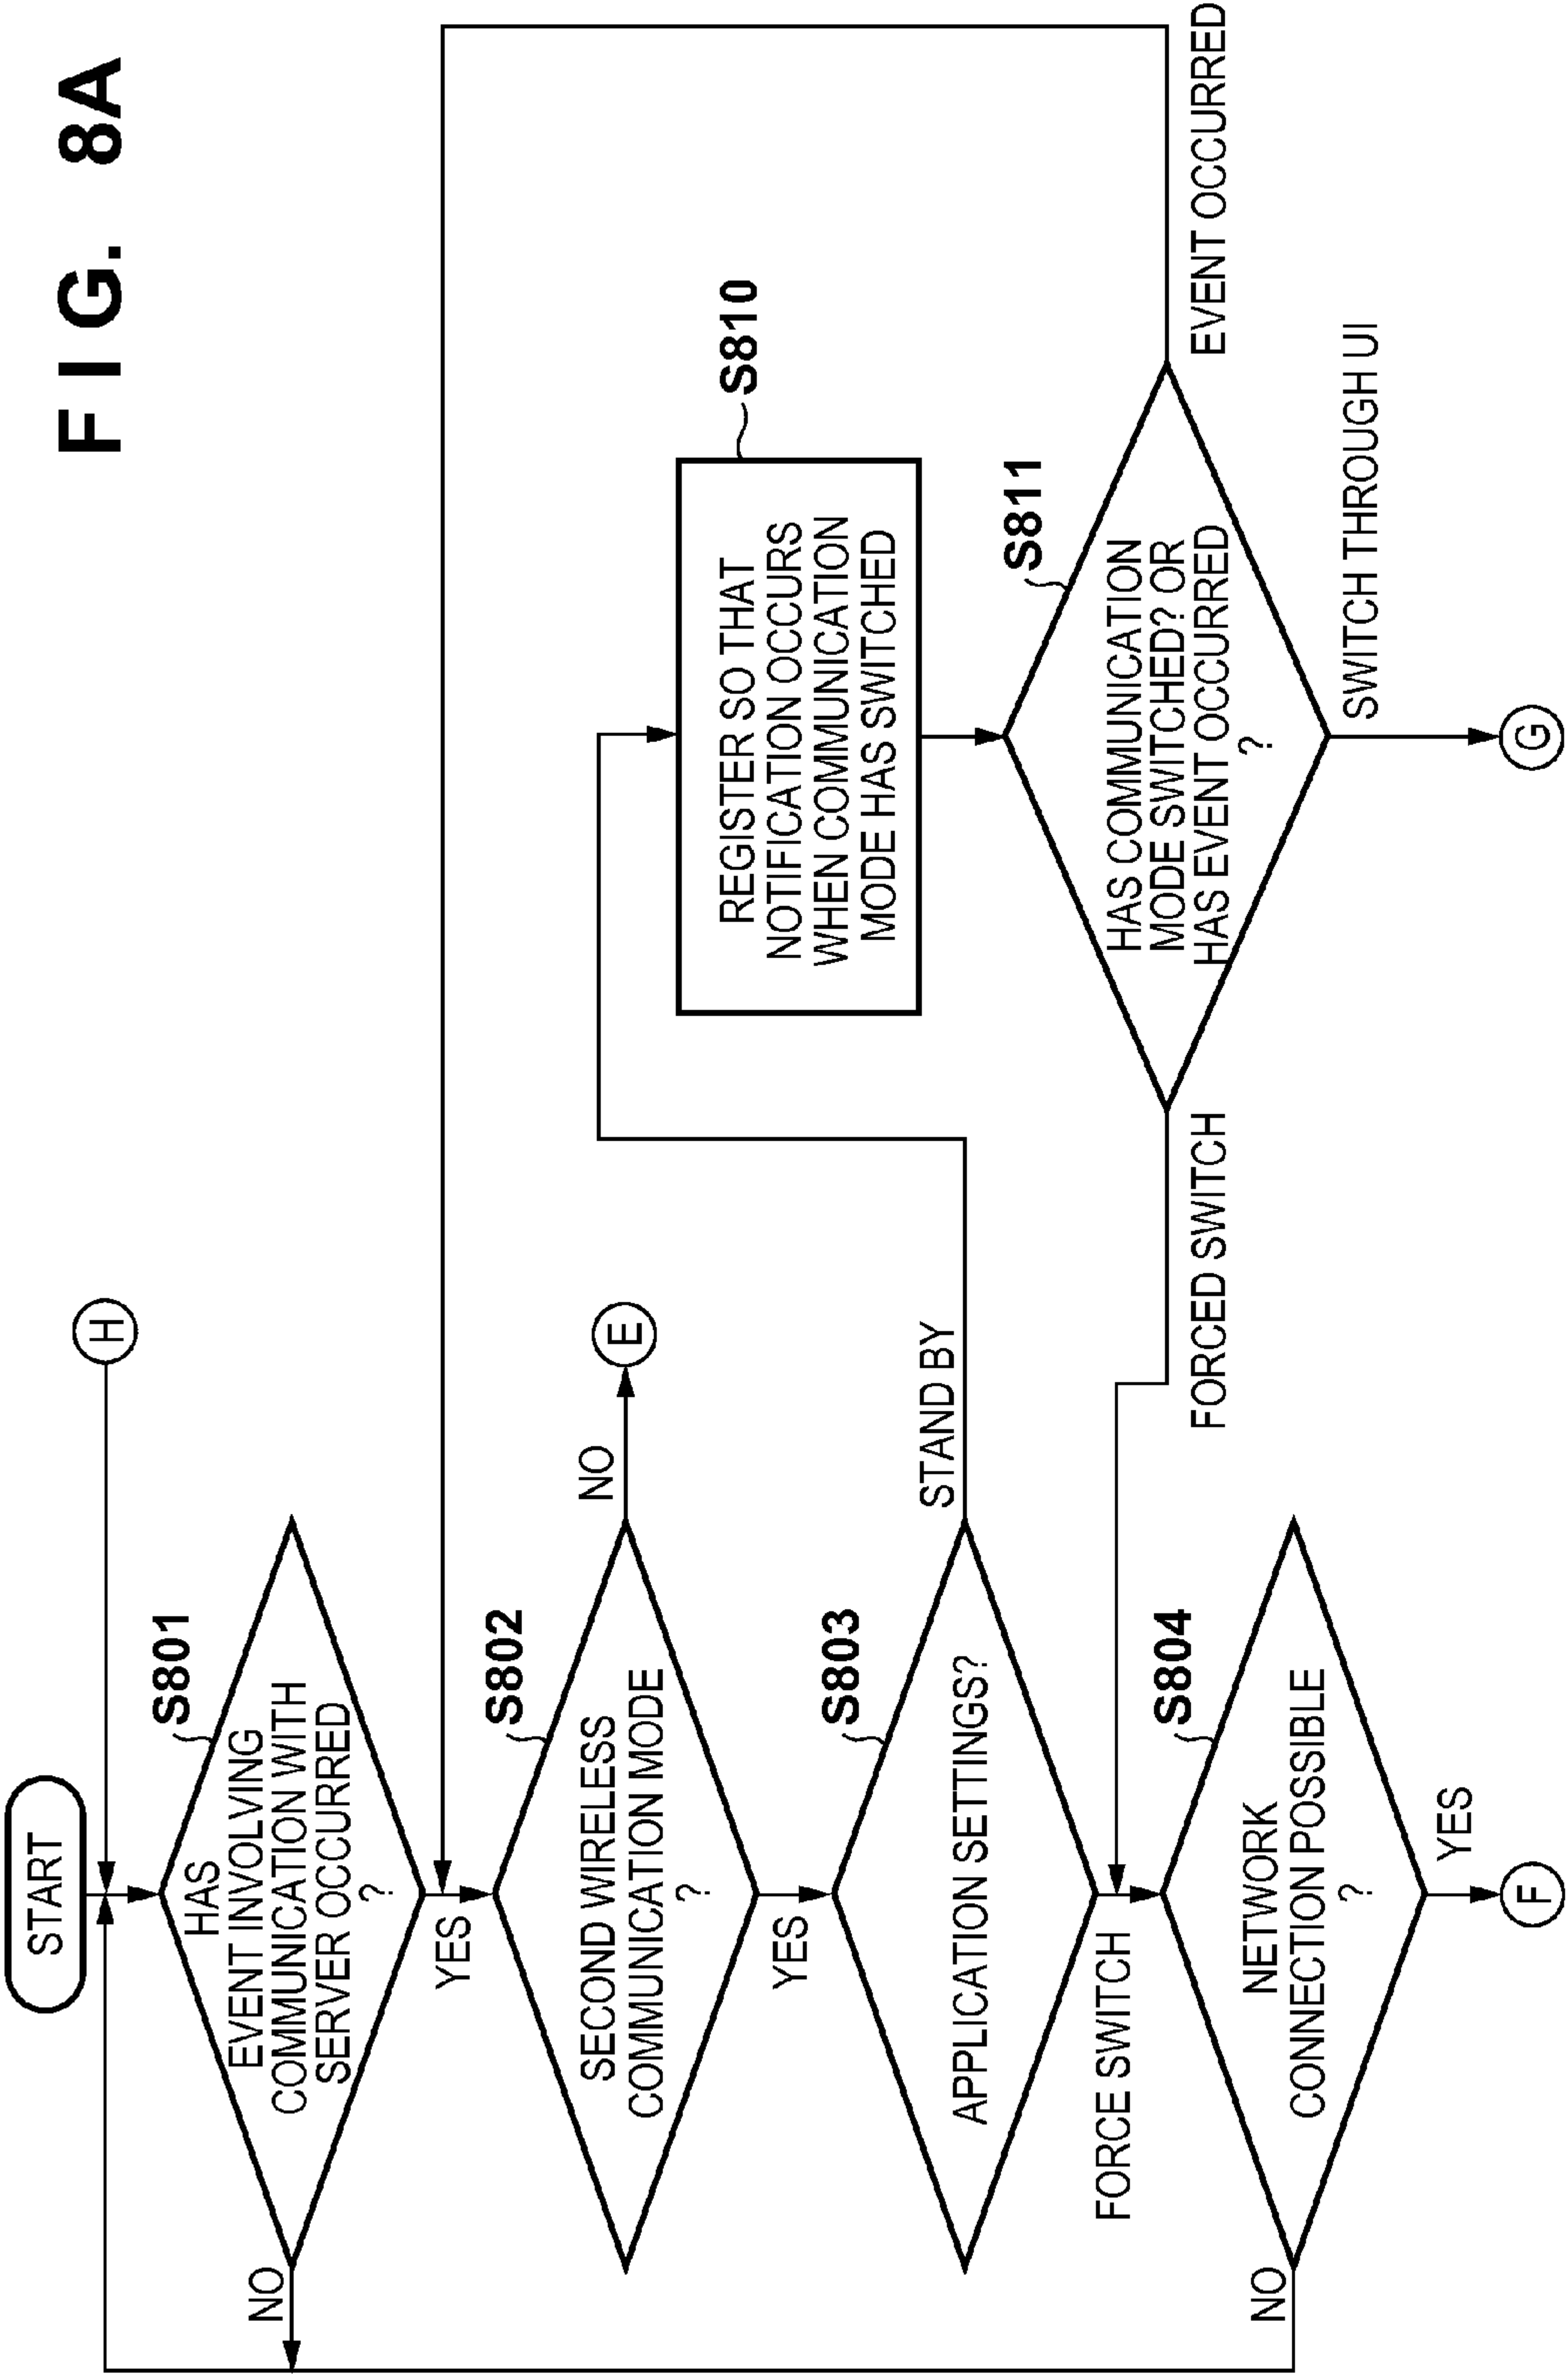 FIG. 8A
START
H
S801
HAS
EVENT INVOLVING
COMMUNICATION WITH
SERVER OCCURRED
?
NO
YES
S802
SECOND WIRELESS
COMMUNICATION MODE
?
NO
E
YES
S803
APPLICATION SETTINGS?
STAND BY
FORCE SWITCH
S804
NETWORK
CONNECTION POSSIBLE
?
NO
YES
F
S810
REGISTER SO THAT
NOTIFICATION OCCURS
WHEN COMMUNICATION
MODE HAS SWITCHED
S811
HAS COMMUNICATION
MODE SWITCHED? OR
HAS EVENT OCCURRED
?
FORCED SWITCH
EVENT OCCURRED
SWITCH THROUGH UI
G